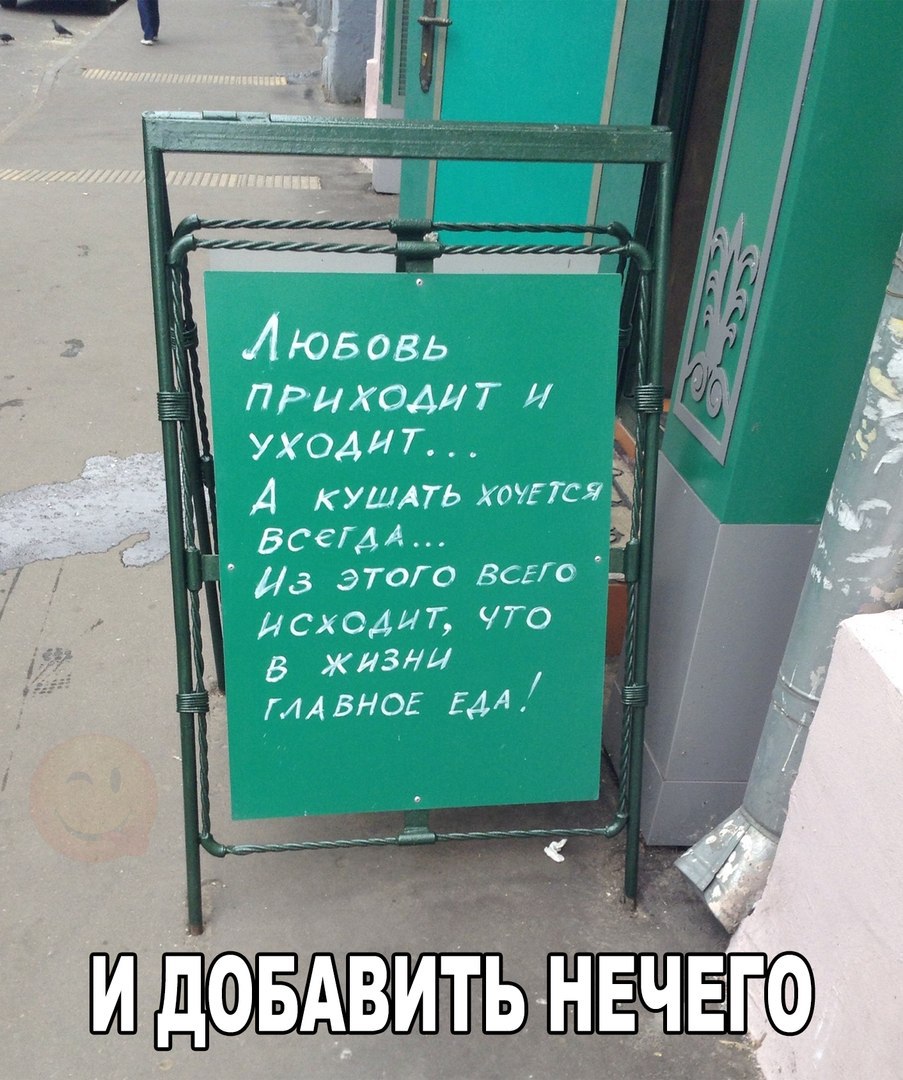 Любовь
приходит и
уходит...
А кушать хочется
всегда...
Из этого всего
исходит, что
в жизни
главное еда!
И ДОБАВИТЬ НЕЧЕГО